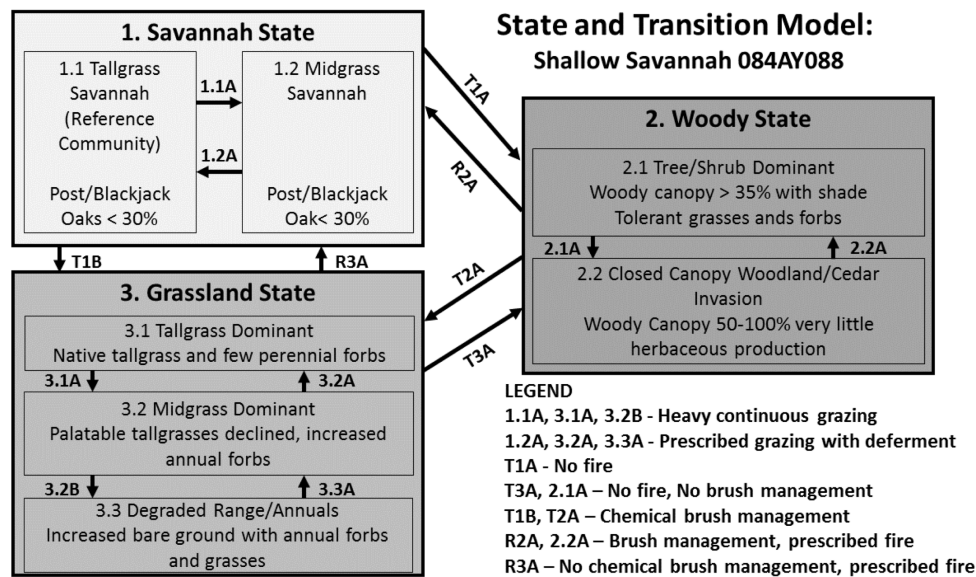 State and Transition Model:
Shallow Savannah 084AY088
1. Savannah State
1.1 Tallgrass
Savannah
(Reference
Community)
Post/Blackjack
Oaks < 30%
1.1A
1.2A
1.2 Midgrass
Savannah
Post/Blackjack
Oak< 30%
T1A
R2A
T1B
R3A
T2A
T3A
2. Woody State
2.1 Tree/Shrub Dominant
Woody canopy > 35% with shade
Tolerant grasses ands forbs
2.1A
2.2A
2.2 Closed Canopy Woodland/Cedar
Invasion
Woody Canopy 50-100% very little
herbaceous production
3. Grassland State
3.1 Tallgrass Dominant
Native tallgrass and few perennial forbs
3.1A
3.2A
3.2 Midgrass Dominant
Palatable tallgrasses declined, increased
annual forbs
3.2B
3.3A
3.3 Degraded Range/Annuals
Increased bare ground with annual forbs
and grasses
LEGEND
1.1A, 3.1A, 3.2B - Heavy continuous grazing
1.2A, 3.2A, 3.3A - Prescribed grazing with deferment
T1A - No fire
T3A, 2.1A – No fire, No brush management
T1B, T2A – Chemical brush management
R2A, 2.2A – Brush management, prescribed fire
R3A – No chemical brush management, prescribed fire